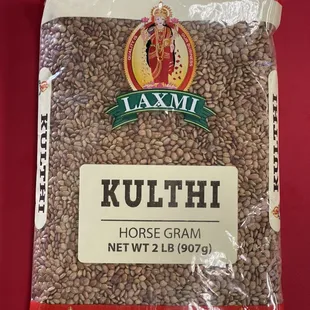 LAXMI
KULTHI
KULTHI
KULTHI
HORSE GRAM
NET WT 2 LB (907g)